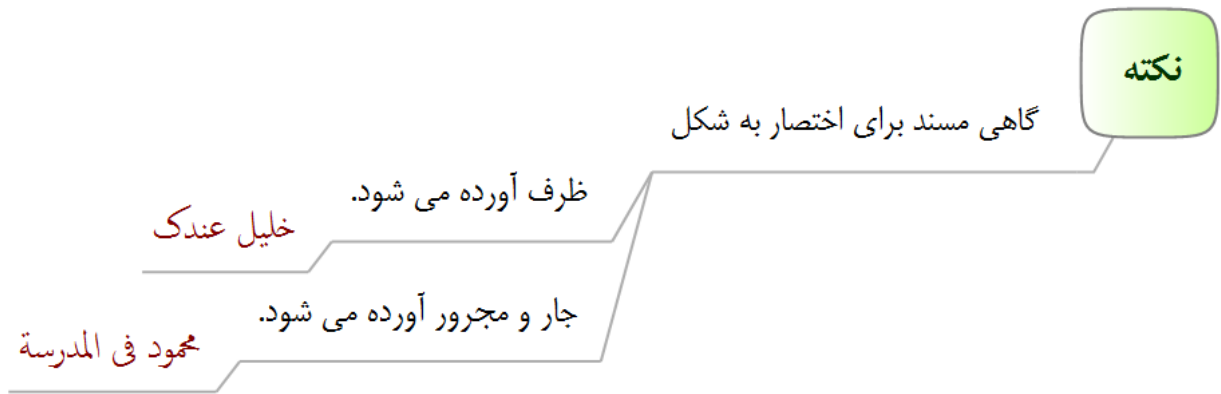 نکته
گاهی مسند برای اختصار به شکل
ظرف آورده می شود.
خلیل عندک
جار و مجرور آورده می شود.
محمود فی المدرسة